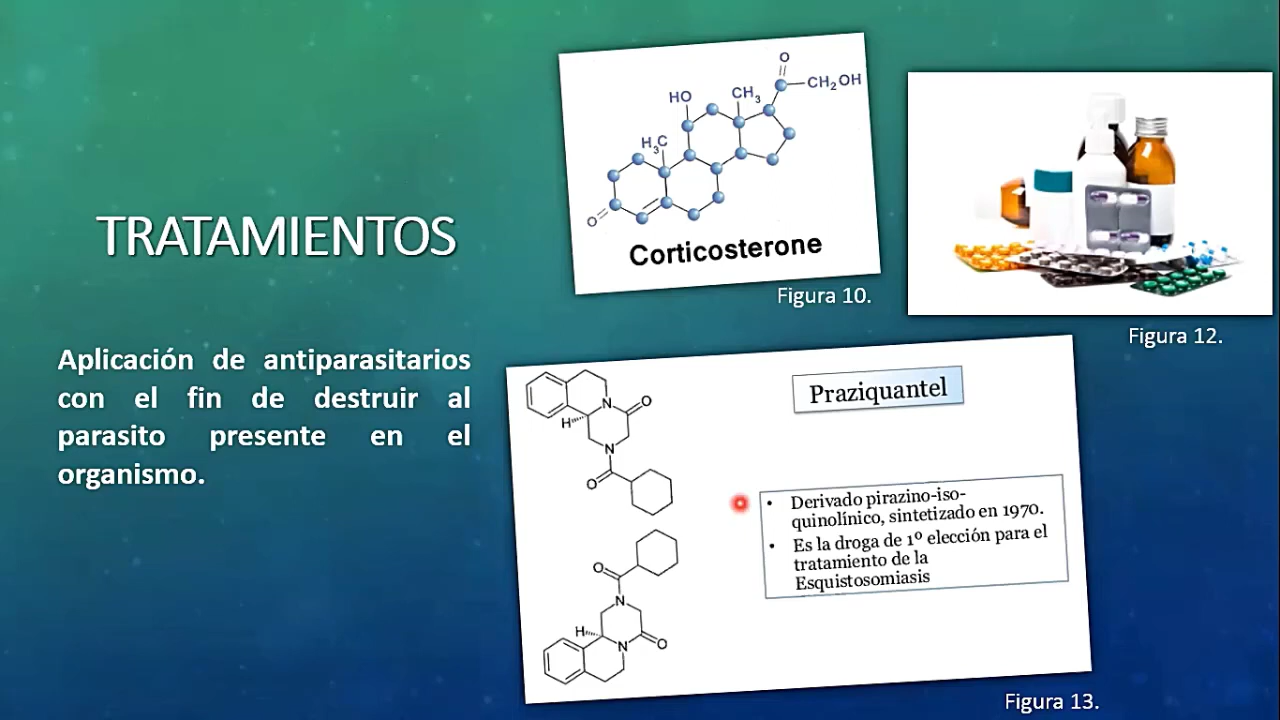 TRATAMIENTOS
Aplicación de antiparasitarios
con el fin de destruir al
parasito presente en el
organismo.
O
CH₂OH
HO
CH₃
H₃C
O
Corticosterone
Figura 10.
Figura 12.
N
O
H
N
O
O
N
H
N
O
Praziquantel
• Derivado pirazino-iso-
quinolínico, sintetizado en 1970.
• Es la droga de 1º elección para el
tratamiento de la
Esquistosomiasis
Figura 13.